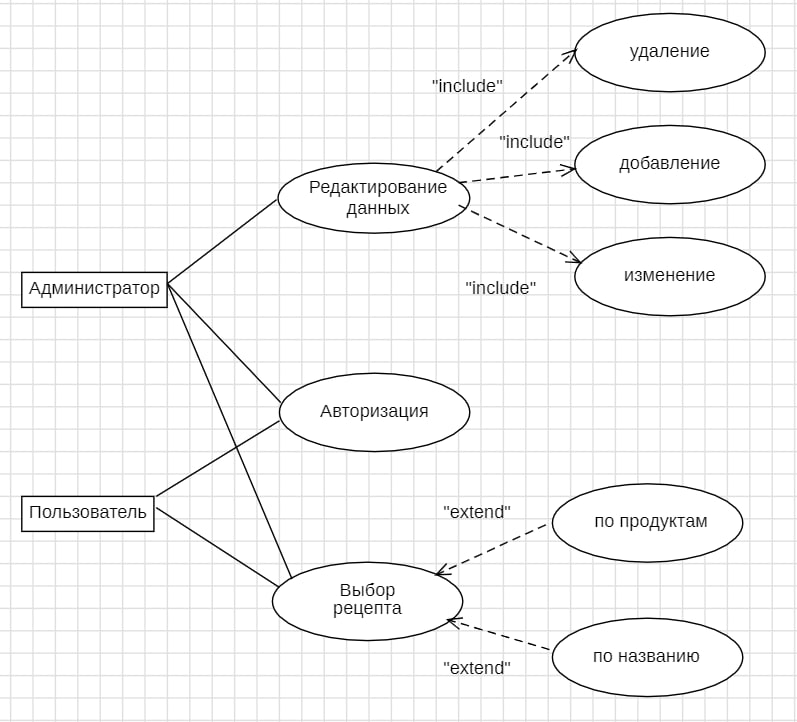 удаление
"include"
"include"
добавление
Редактирование
данных
изменение
"include"
Администратор
Авторизация
Пользователь
"extend"
по продуктам
Выбор
рецепта
по названию
"extend"